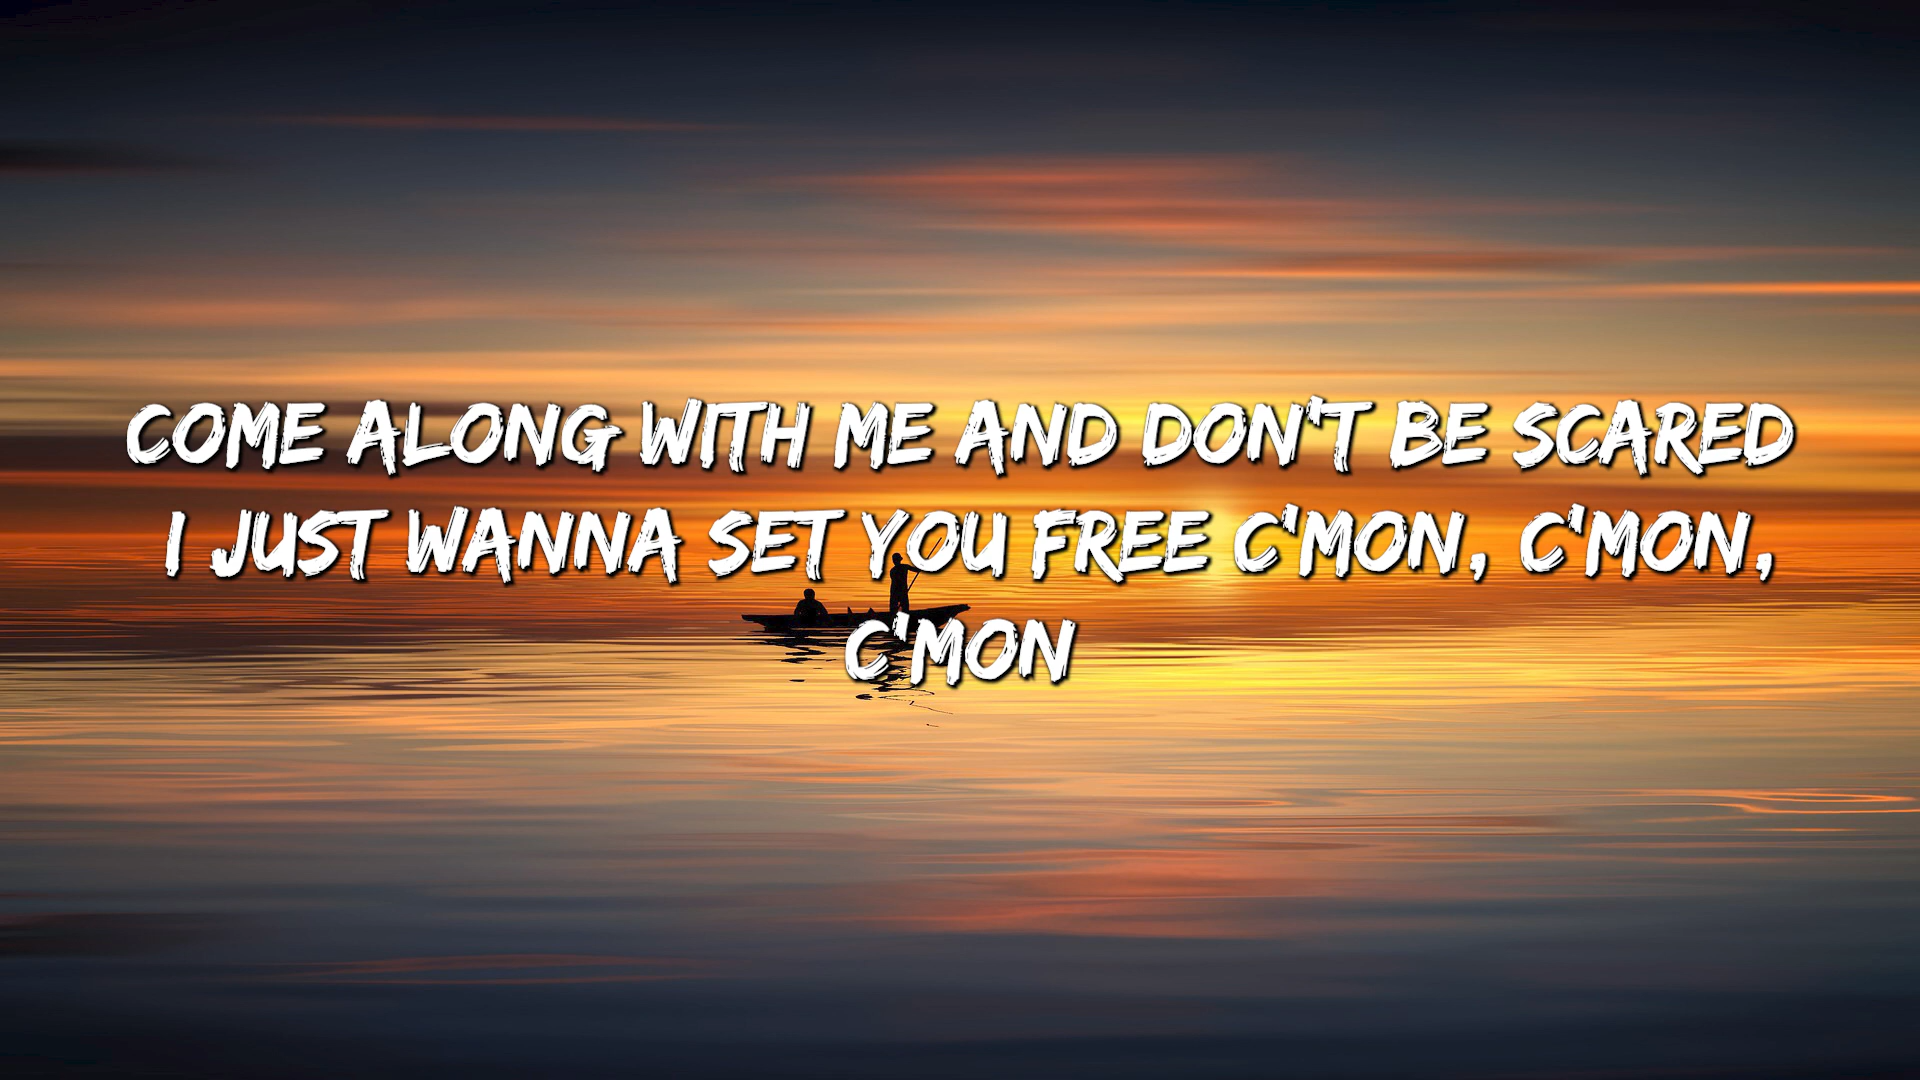 COME ALONG WITH ME AND DON'T BE SCARED
I JUST WANNA SET YOU FREE C'MON, C'MON,
C'MON